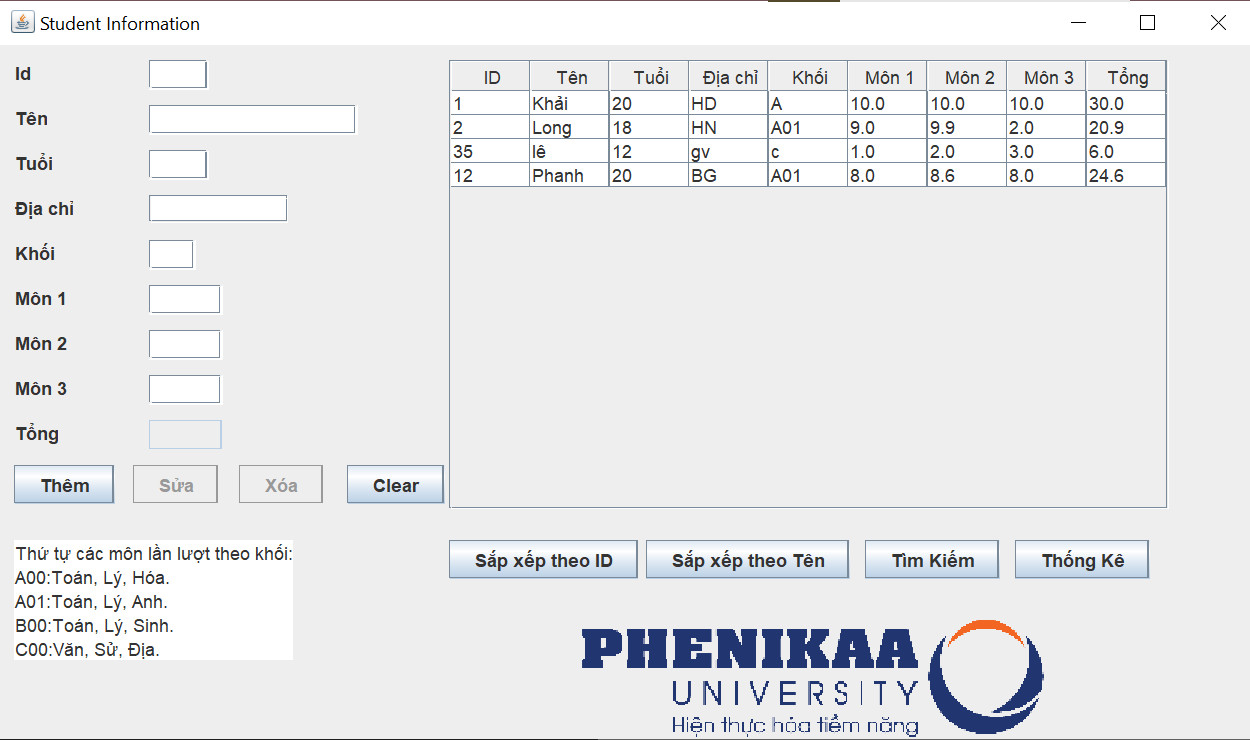 Student Information
Id
Tên
Tuổi
Địa chỉ
Khối
Môn 1
Môn 2
Môn 3
Tổng
Thêm Sửa Xóa Clear
Thứ tự các môn lần lượt theo khối:
A00:Toán, Lý, Hóa.
A01:Toán, Lý, Anh.
B00:Toán, Lý, Sinh.
C00:Văn, Sử, Địa.
ID Tên Tuổi Địa chỉ Khối Môn 1 Môn 2 Môn 3 Tổng
1 Khải 20 HD A 10.0 10.0 10.0 30.0
2 Long 18 HN A01 9.0 9.9 2.0 20.9
35 lê 12 gv c 1.0 2.0 3.0 6.0
12 Phanh 20 BG A01 8.0 8.6 8.0 24.6
Sắp xếp theo ID Sắp xếp theo Tên Tìm Kiếm Thống Kê
PHENIKAA
UNIVERSITY
Hiện thực hóa tiềm năng